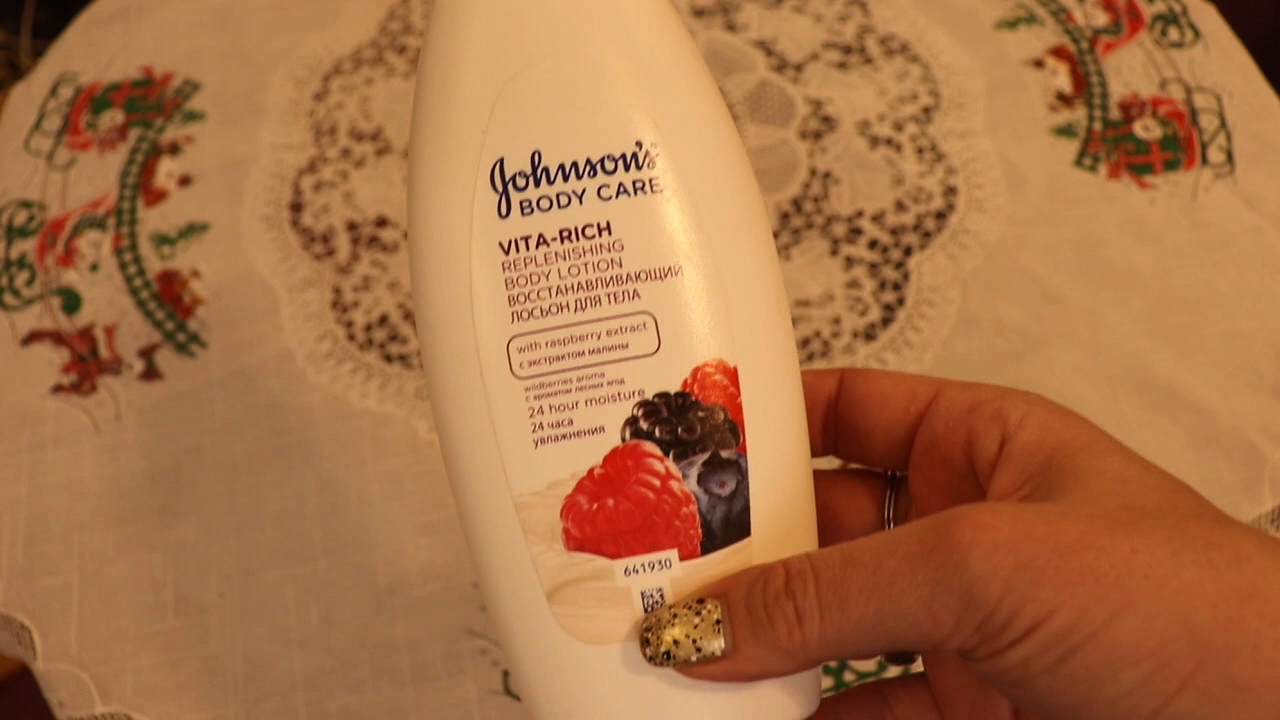 Johnson's
BODY CARE
VITA-RICH
REPLENISHING
BODY LOTION
ВОССТАНАВЛИВАЮЩИЙ
ЛОСЬОН ДЛЯ ТЕЛА
with raspberry extract
с экстрактом малины
wildberries aroma
с ароматом лесных ягод
24 hour moisture
24 часа
увлажнения
641930